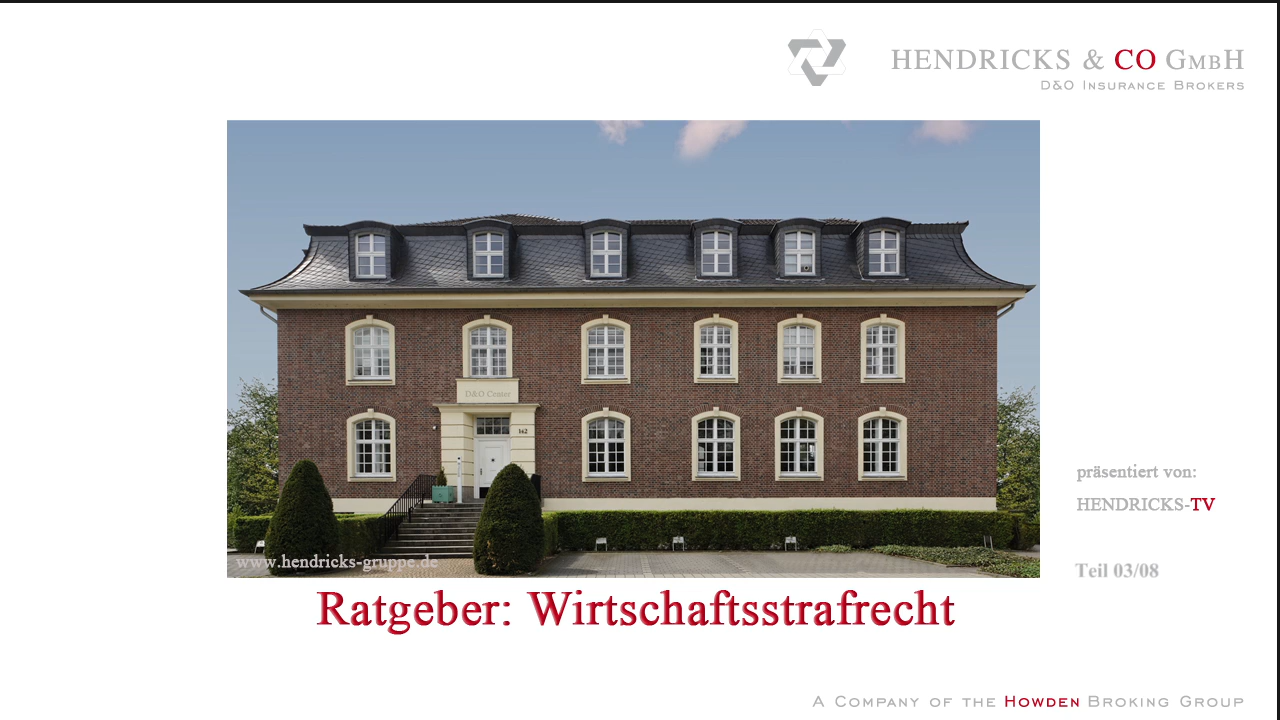 HENDRICKS & CO GMBH
D&O INSURANCE BROKERS
D&O Center
142
präsentiert von:
HENDRICKS-TV
www.hendricks-gruppe.de
Teil 03/08
Ratgeber: Wirtschaftsstrafrecht
A COMPANY OF THE HOWDEN BROKING GROUP